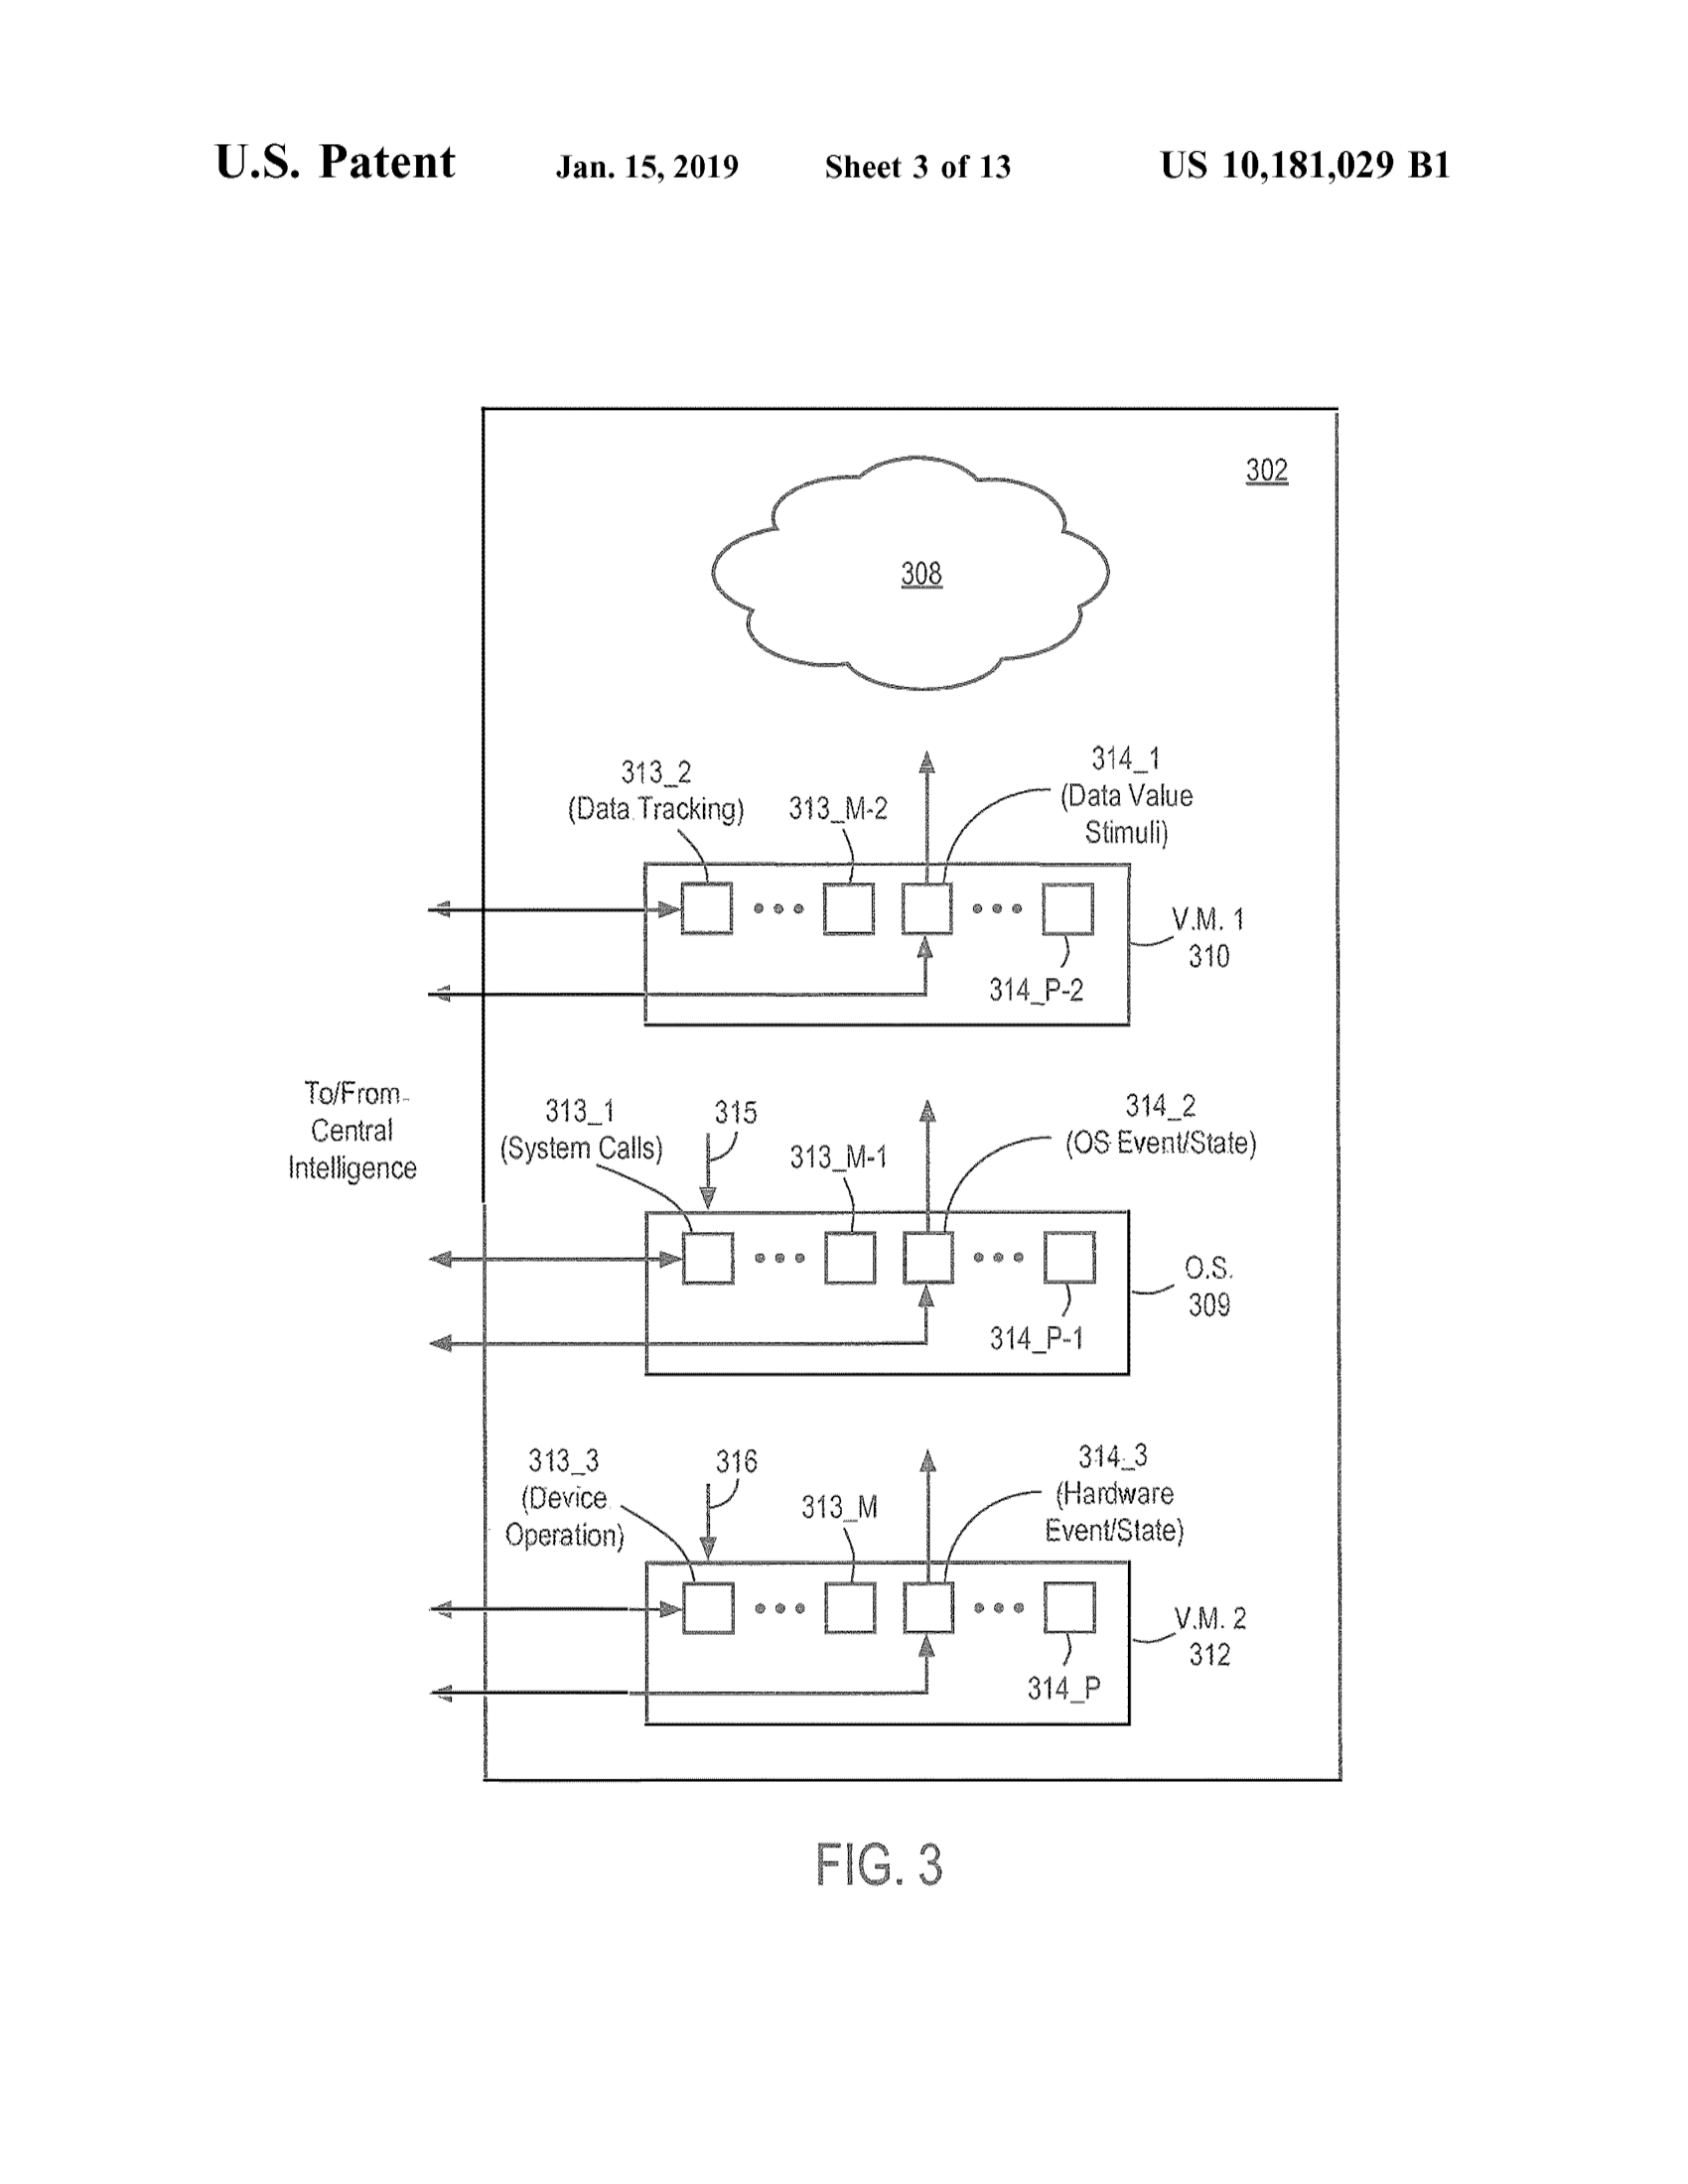 U.S. Patent Jan. 15, 2019 Sheet 3 of 13 US 10,181,029 B1
302
308
313_2
(Data Tracking)
313_M-2
314_1
(Data Value
Stimuli)
V.M. 1
310
314_P-2
To/From
Central
Intelligence
313_1
(System Calls)
315
313_M-1
314_2
(OS Event/State)
O.S.
309
314_P-1
313_3
(Device
Operation)
316
313_M
314_3
(Hardware
Event/State)
V.M. 2
312
314_P
FIG. 3